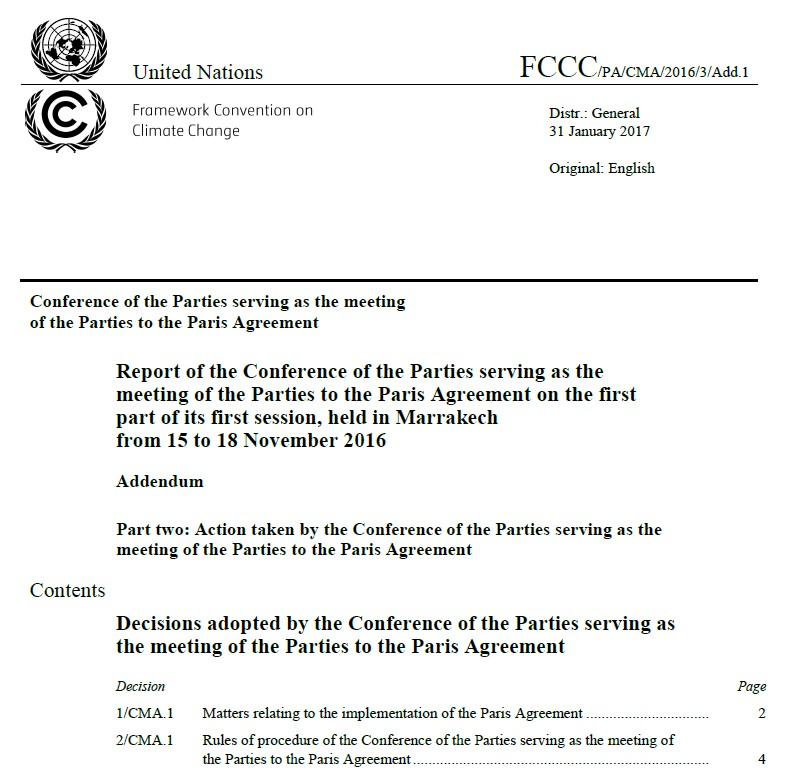 United Nations
FCCC/PA/CMA/2016/3/Add.1
Framework Convention on
Climate Change
Distr.: General
31 January 2017
Original: English
Conference of the Parties serving as the meeting
of the Parties to the Paris Agreement
Report of the Conference of the Parties serving as the
meeting of the Parties to the Paris Agreement on the first
part of its first session, held in Marrakech
from 15 to 18 November 2016
Addendum
Part two: Action taken by the Conference of the Parties serving as the
meeting of the Parties to the Paris Agreement
Contents
Decisions adopted by the Conference of the Parties serving as
the meeting of the Parties to the Paris Agreement
Decision Page
1/CMA.1 Matters relating to the implementation of the Paris Agreement ................................ 2
2/CMA.1 Rules of procedure of the Conference of the Parties serving as the meeting of
the Parties to the Paris Agreement ............................................................................... 4